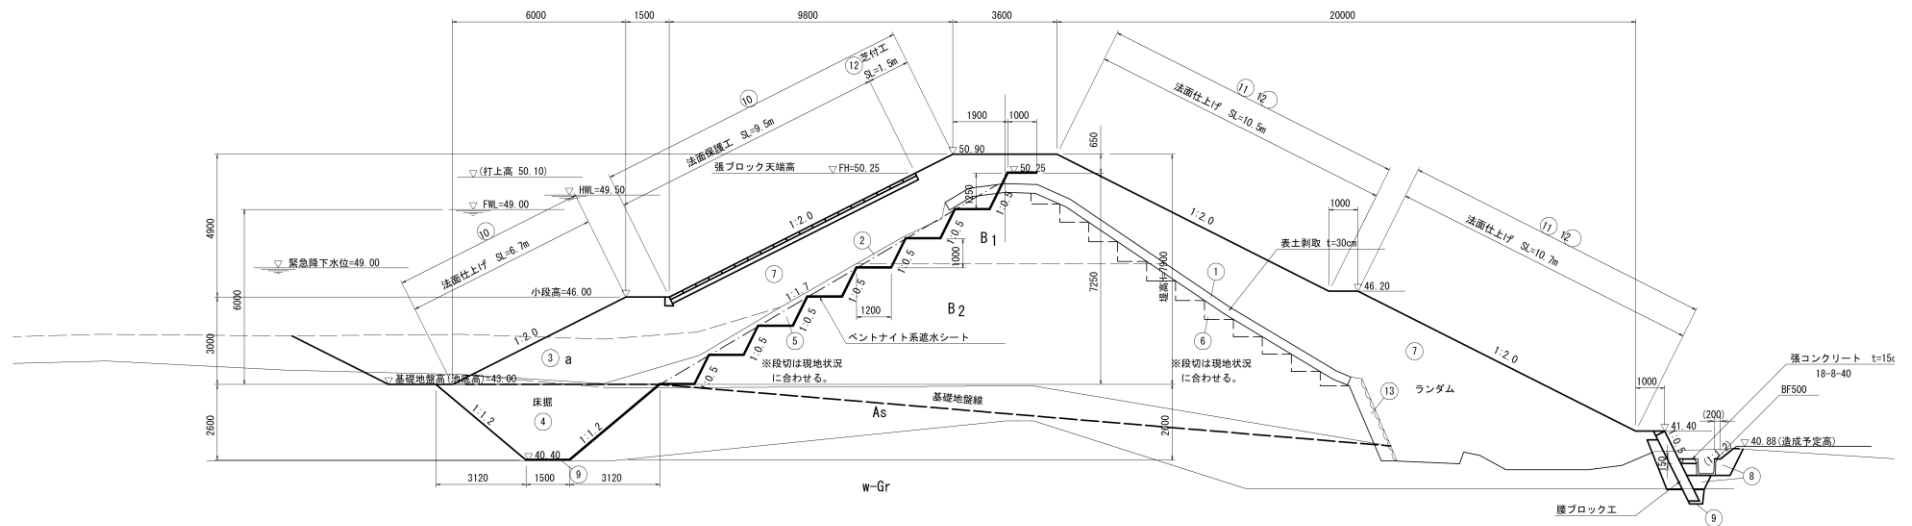 6000
1500
9800
3600
20000
⑩
法面保護工 SL=9.5m
⑫ 芝付工
SL=1.5m
⑪ ⑫
法面仕上げ SL=10.5m
⑪ ⑫
法面仕上げ SL=10.7m
1900
1000
650
▽50.90
▽50.25
張ブロック天端高
▽FH=50.25
▽(打上高 50.10)
▽ HWL=49.50
▽ FWL=49.00
▽ 緊急降下水位=49.00
⑩
法面仕上げ SL=6.7m
小段高=46.00
4900
6000
3000
2600
1:2.0
1:2.0
②
⑦
1:1.7
1250
1:0.5
1:0.5
1:0.5
1:0.5
1:0.5
1:0.5
1:0.5
1000
1200
B1
B2
7250
堤高H=7900
2600
1:2.0
1000
▽46.20
表土剥取 t=30cm
①
⑥
⑤
ベントナイト系遮水シート
※段切は現地状況
に合わせる。
※段切は現地状況
に合わせる。
③ a
▽基礎地盤高(池底高)=43.00
床掘
④
1:1.2
1:1.2
▽40.40
⑨
3120
1500
3120
基礎地盤線
As
w-Gr
⑬
⑦
ランダム
1:2.0
1000
張コンクリート t=15c
18-8-40
(200)
BF500
▽41.40
▽40.88(造成予定高)
1:0.5
150
⑧
⑨
腰ブロック工